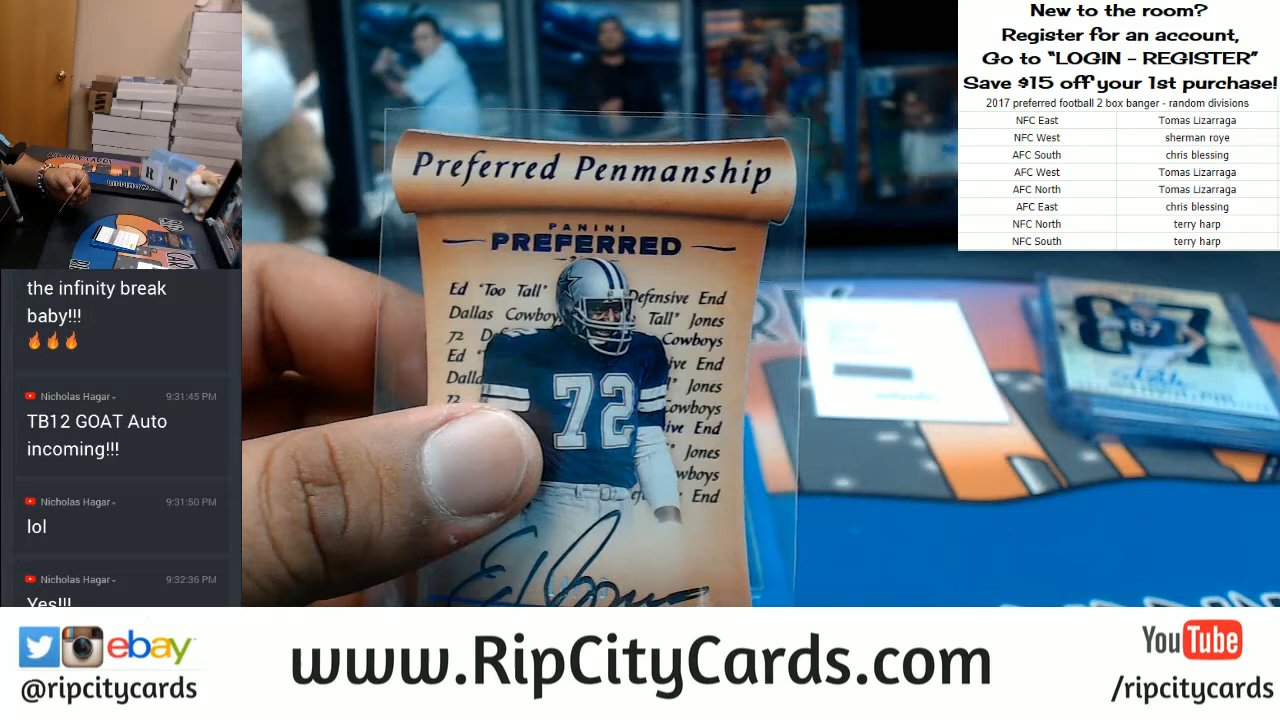 New to the room?
Register for an account,
Go to "LOGIN - REGISTER"
Save $15 off your 1st purchase!
2017 preferred football 2 box banger - random divisions
NFC East Tomas Lizarraga
NFC West sherman roye
AFC South chris blessing
AFC West Tomas Lizarraga
AFC North Tomas Lizarraga
AFC East chris blessing
NFC North terry harp
NFC South terry harp
Preferred Penmanship
PANINI
PREFERRED
Ed "Too Tall" Defensive End
Dallas Cowboy Tall" Jones
72 Cowboys
Ed End
Jones
72 Cowboys
End
72
" Jones
End
Ed Jones
the infinity break
baby!!!
🔥🔥🔥
Nicholas Hagar 9:31:45 PM
TB12 GOAT Auto
incoming!!!
Nicholas Hagar 9:31:50 PM
lol
Nicholas Hagar 9:32:36 PM
Yes!!!
87
ebay
@ripcitycards
www.RipCityCards.com
YouTube
/ripcitycards